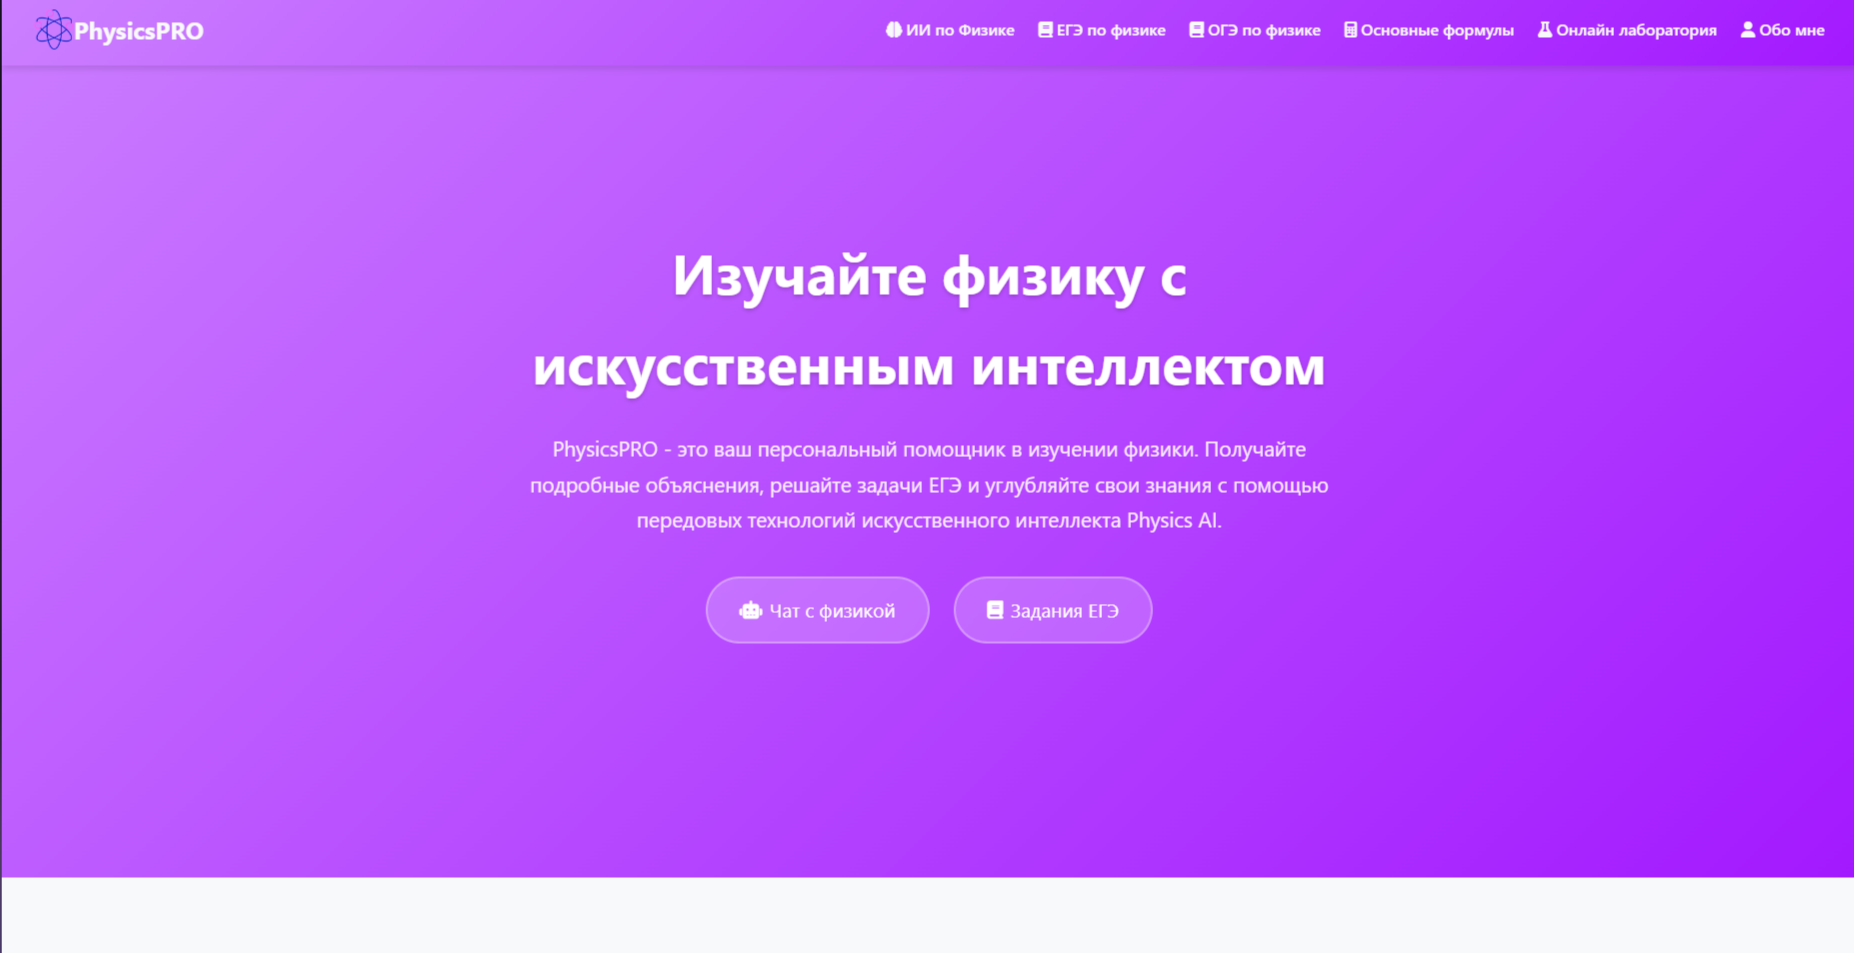 PhysicsPRO
ИИ по Физике
ЕГЭ по физике
ОГЭ по физике
Основные формулы
Онлайн лаборатория
Обо мне
Изучайте физику с
искусственным интеллектом
PhysicsPRO - это ваш персональный помощник в изучении физики. Получайте
подробные объяснения, решайте задачи ЕГЭ и углубляйте свои знания с помощью
передовых технологий искусственного интеллекта Physics AI.
Чат с физикой
Задания ЕГЭ